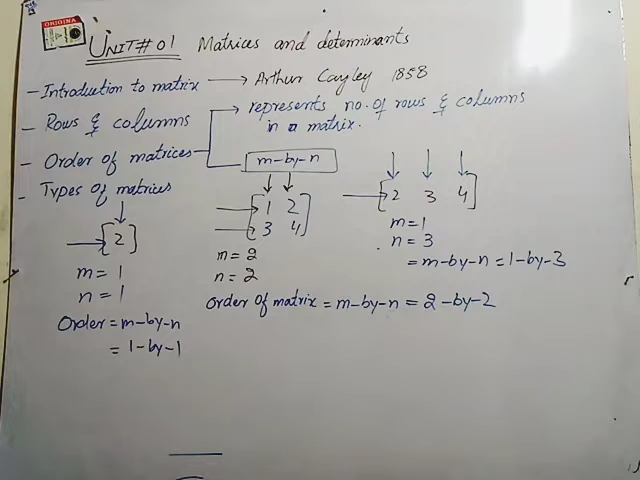 ORIGINA
UNIT # 01 Matrices and determinants
- Introduction to matrix → Arthur Cayley 1858
- Rows & columns
→ represents no. of rows & columns
in a matrix.
- Order of matrices
m-by-n
- Types of matrices
[2]
m = 1
n = 1
Order = m-by-n
= 1-by-1
1 2
3 4
m = 2
n = 2
Order of matrix = m-by-n = 2-by-2
[2 3 4]
m = 1
n = 3
= m-by-n = 1-by-3